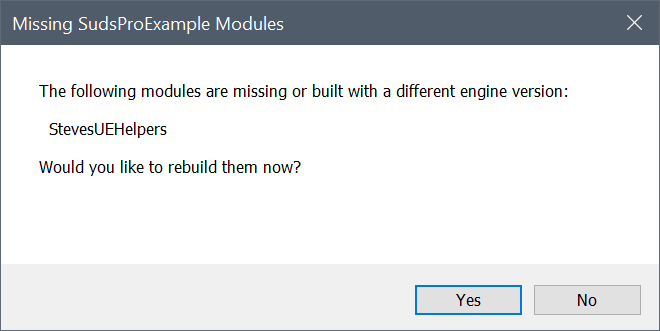 Missing SudsProExample Modules
The following modules are missing or built with a different engine version:
StevesUEHelpers
Would you like to rebuild them now?
Yes
No